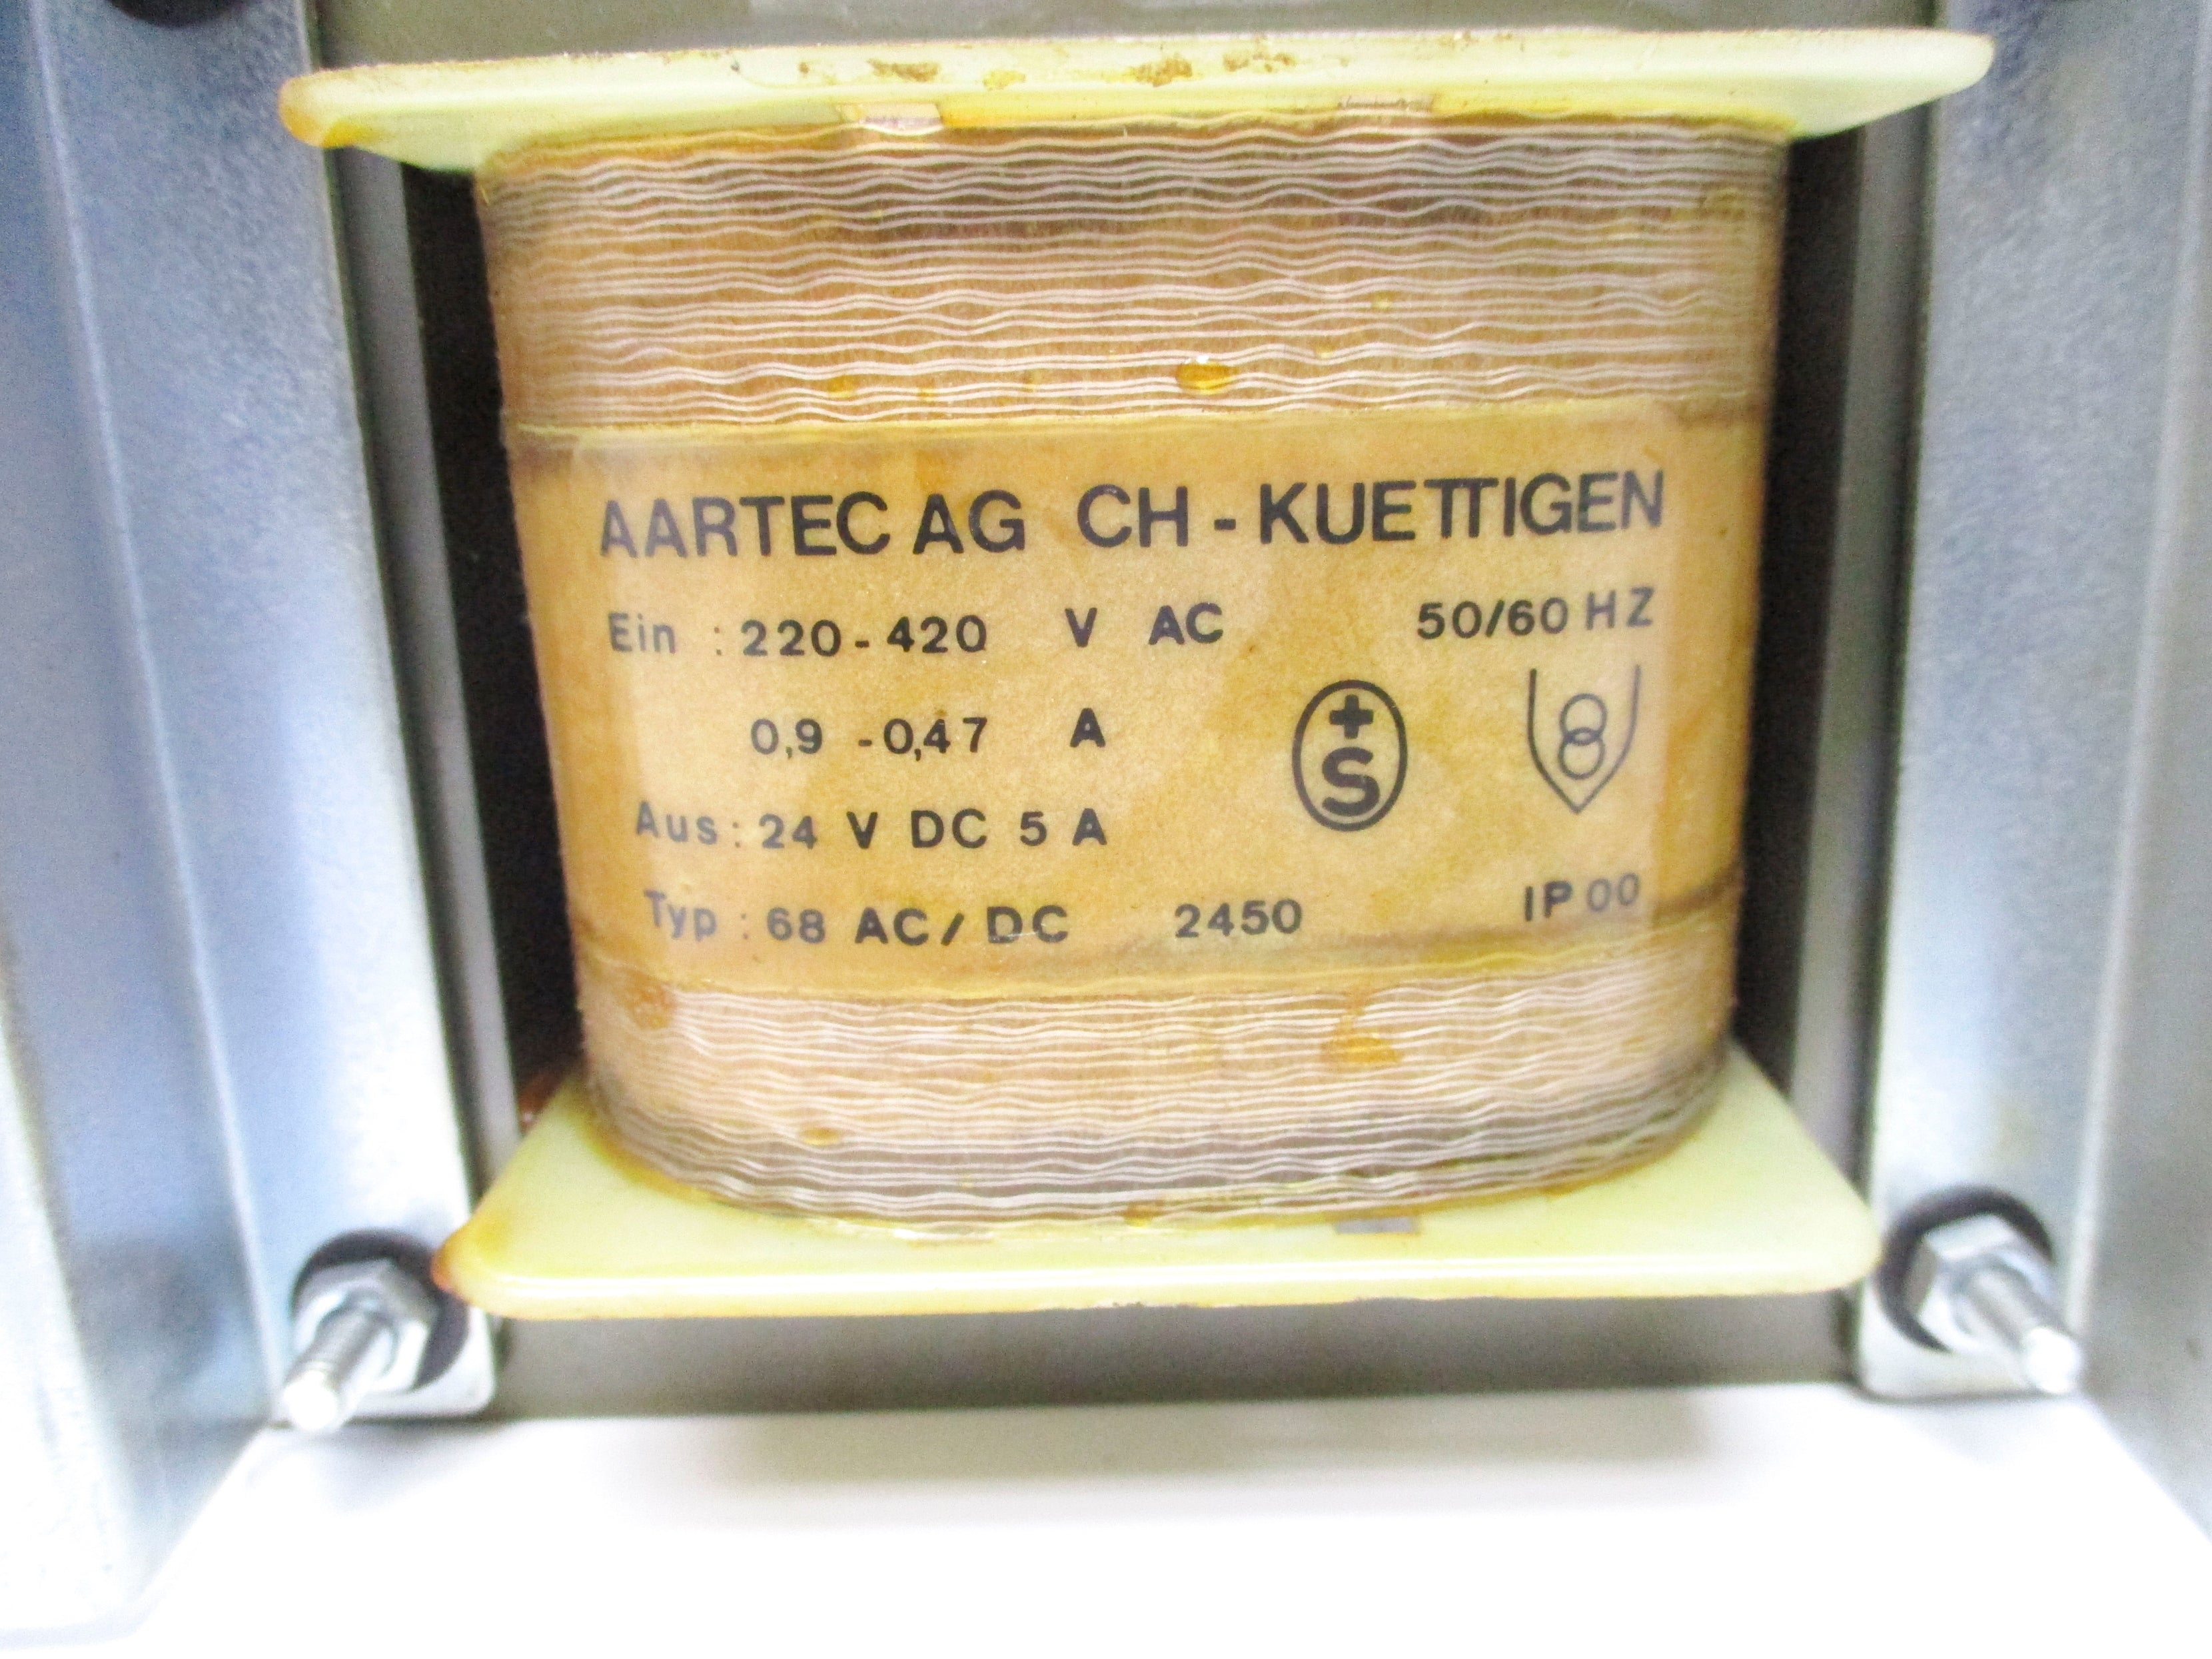 AARTEC AG CH - KUETTIGEN
Ein : 220 - 420 V AC 50/60 HZ
0,9 - 0,47 A
+S
Aus : 24 V DC 5 A
Typ : 68 AC / DC 2450 IP 00